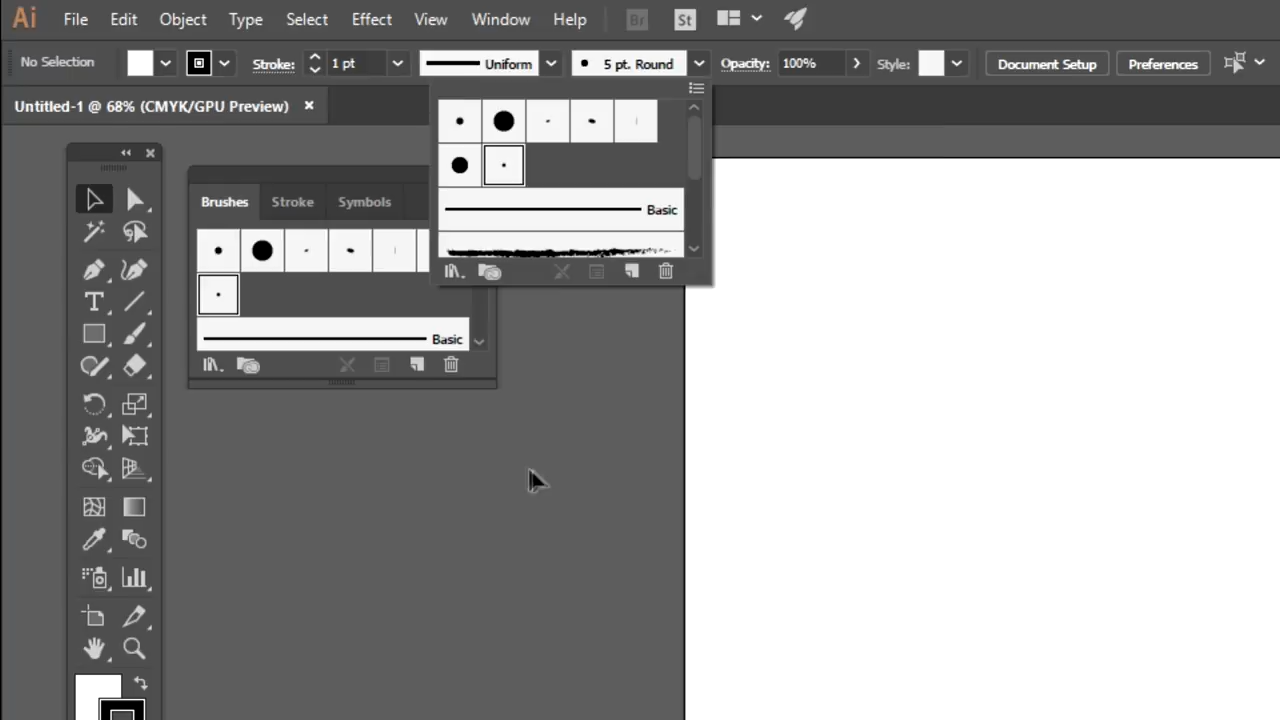 Ai File Edit Object Type Select Effect View Window Help Br St
No Selection Stroke: 1 pt Uniform 5 pt. Round Opacity: 100% Style: Document Setup Preferences
Untitled-1 @ 68% (CMYK/GPU Preview) ×
Basic
Brushes Stroke Symbols
Basic